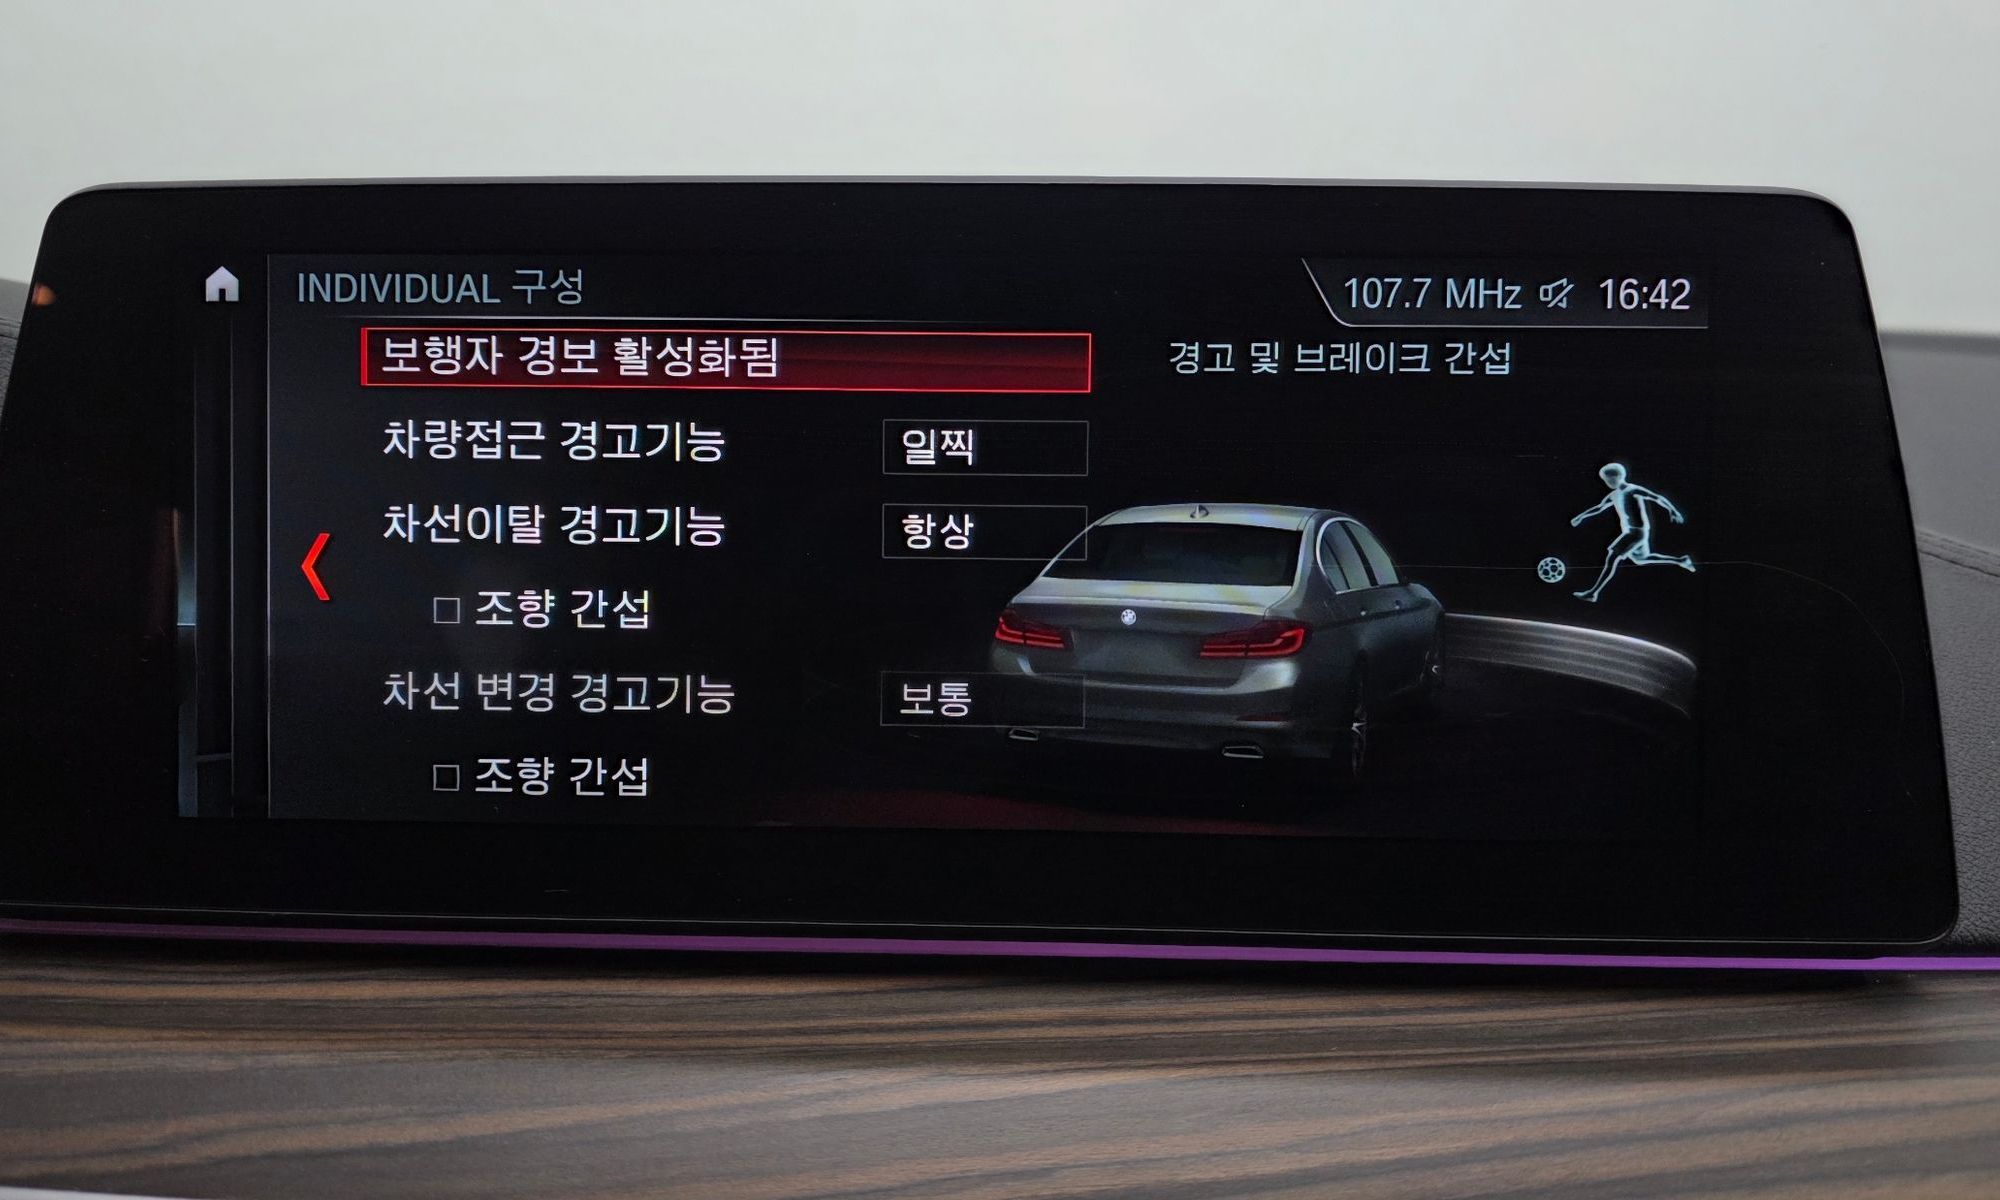 INDIVIDUAL 구성
107.7 MHz 16:42
보행자 경보 활성화됨
경고 및 브레이크 간섭
차량접근 경고기능 일찍
차선이탈 경고기능 항상
조향 간섭
차선 변경 경고기능 보통
조향 간섭